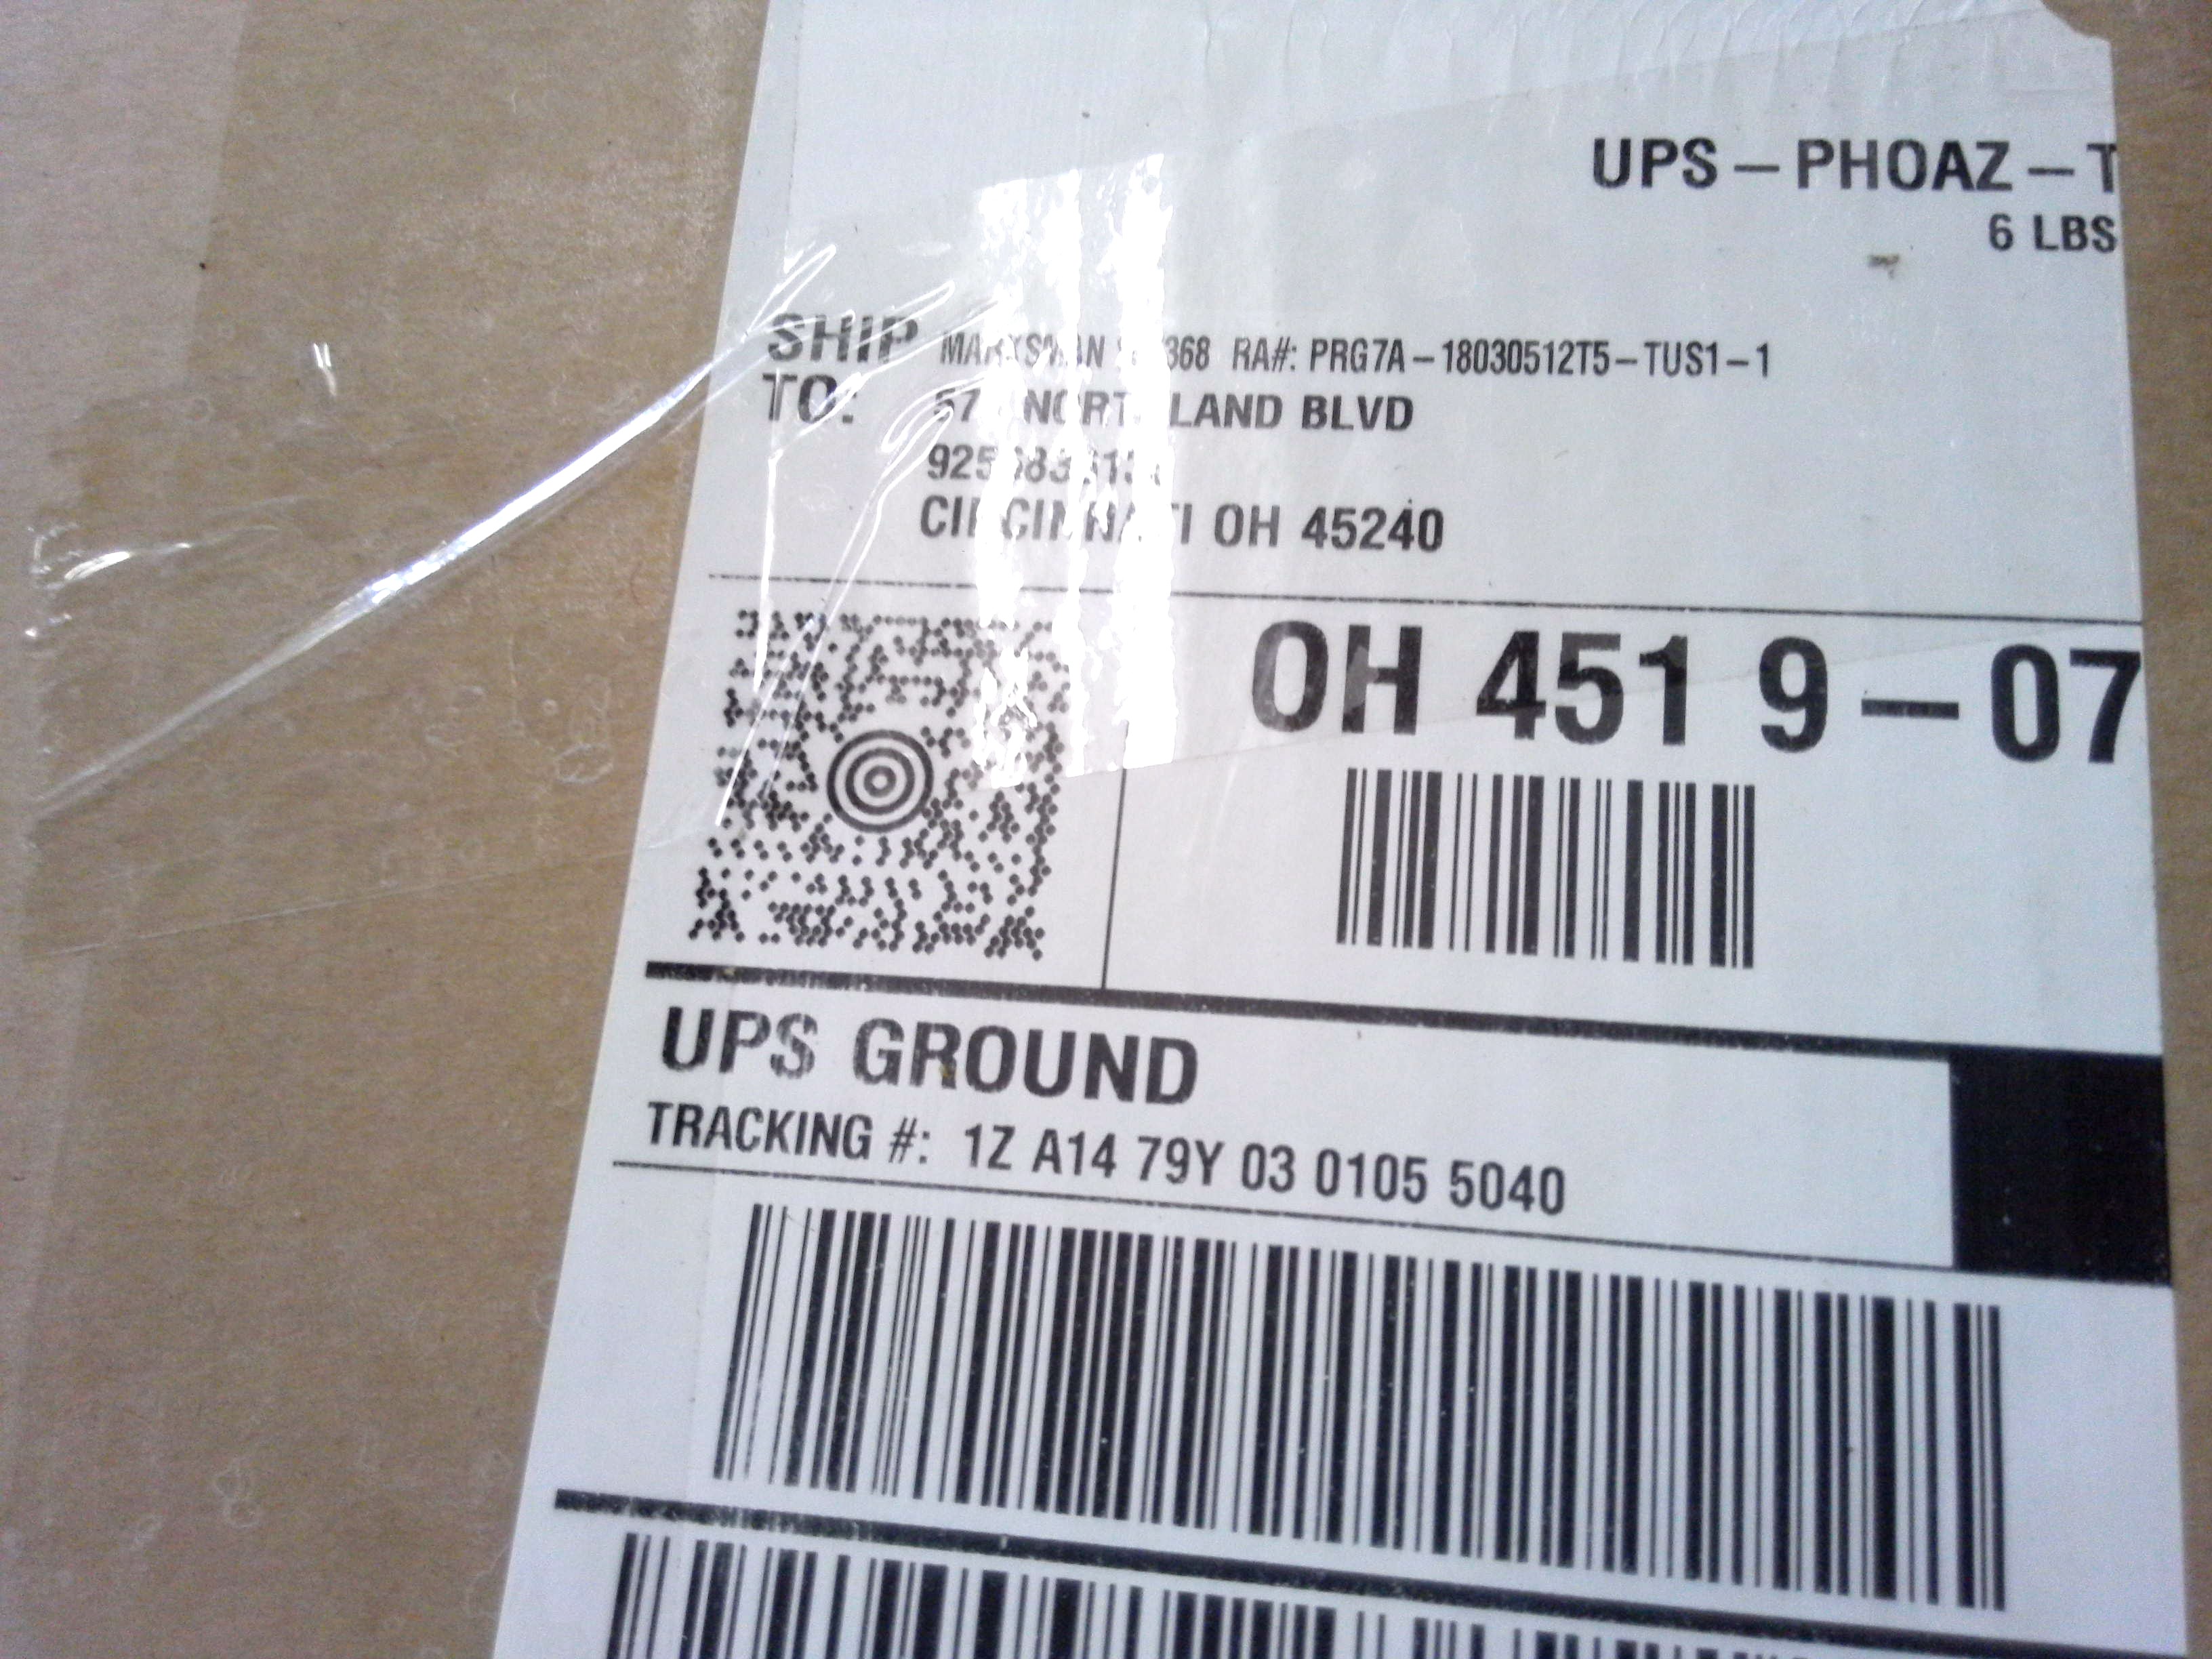 UPS – PHOAZ – T
6 LBS
SHIP TO:
RA#: PRG7A – 18030512T5 – TUS1 – 1
BLVD
CINCINNATI OH 45240
OH 451 9 – 07
UPS GROUND
TRACKING #: 1Z A14 79Y 03 0105 5040